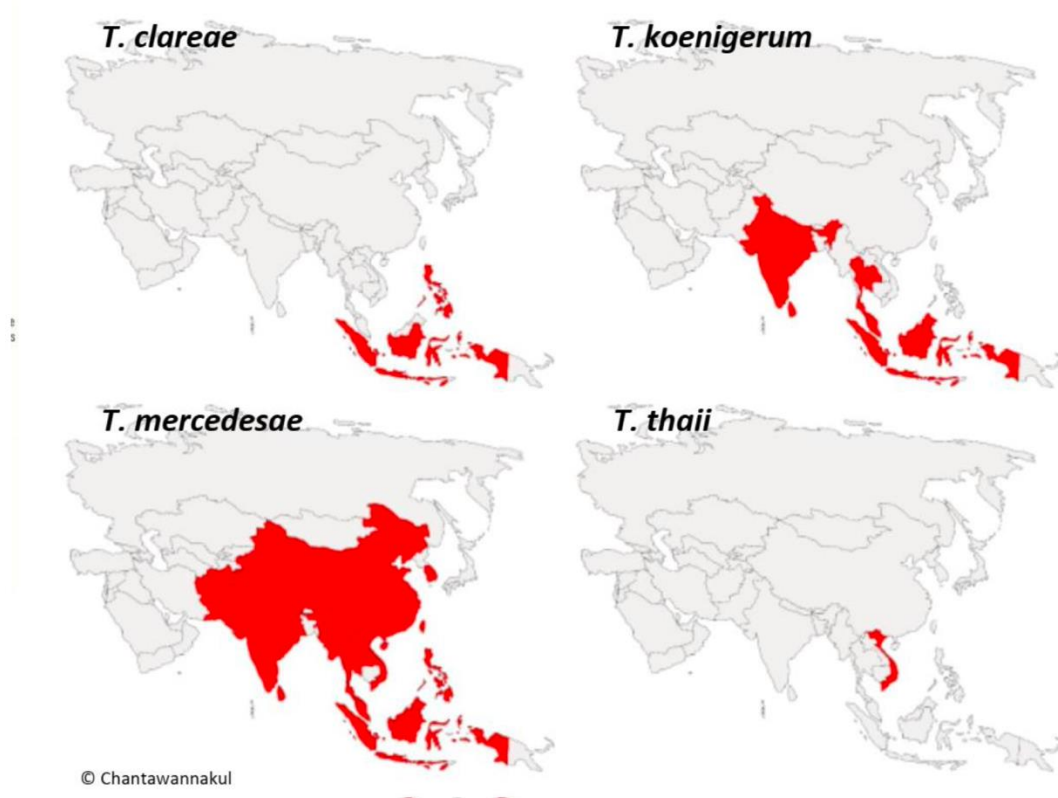 T. clareae
T. koenigerum
e
s
T. mercedesae
T. thaii
© Chantawannakul